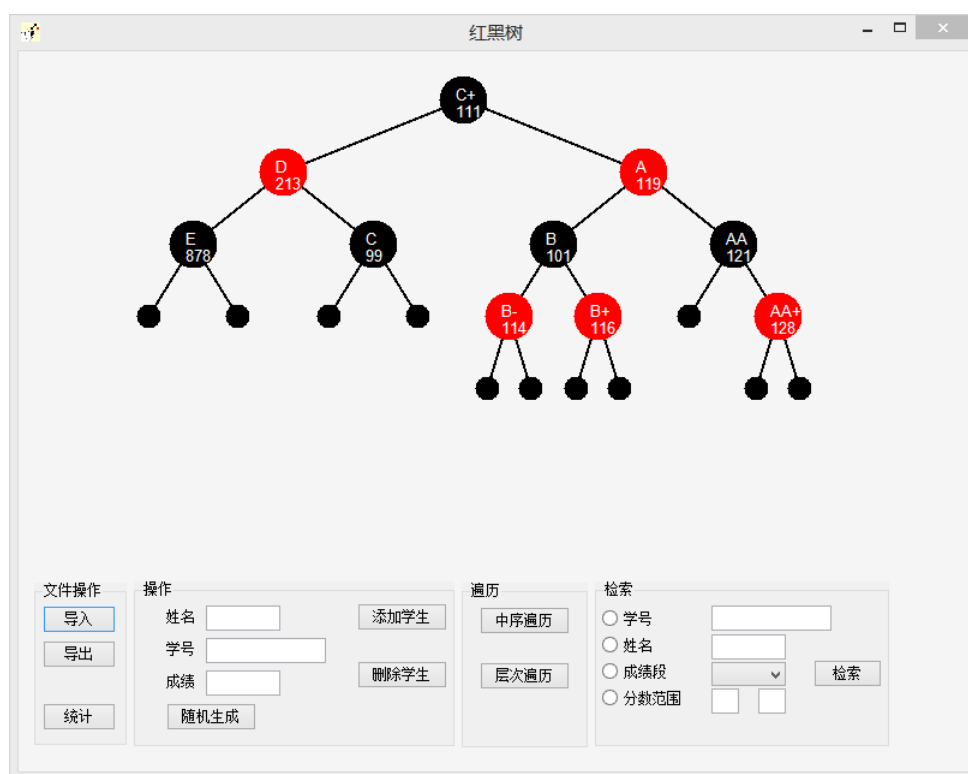 红黑树
C+
111
D
213
A
119
E
878
C
99
B
101
AA
121
B-
114
B+
116
AA+
128
文件操作
导入
导出
统计
操作
姓名
学号
成绩
随机生成
添加学生
删除学生
遍历
中序遍历
层次遍历
检索
学号
姓名
成绩段
分数范围
检索